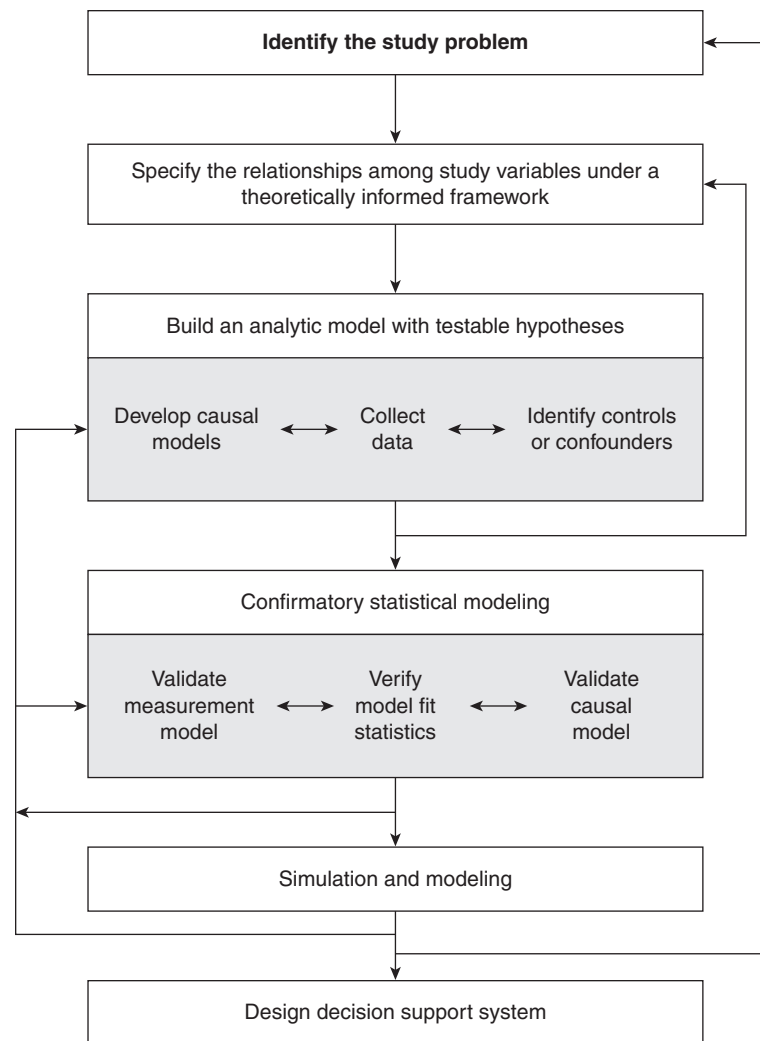 Identify the study problem
Specify the relationships among study variables under a
theoretically informed framework
Build an analytic model with testable hypotheses
Develop causal
models
Collect
data
Identify controls
or confounders
Confirmatory statistical modeling
Validate
measurement
model
Verify
model fit
statistics
Validate
causal
model
Simulation and modeling
Design decision support system